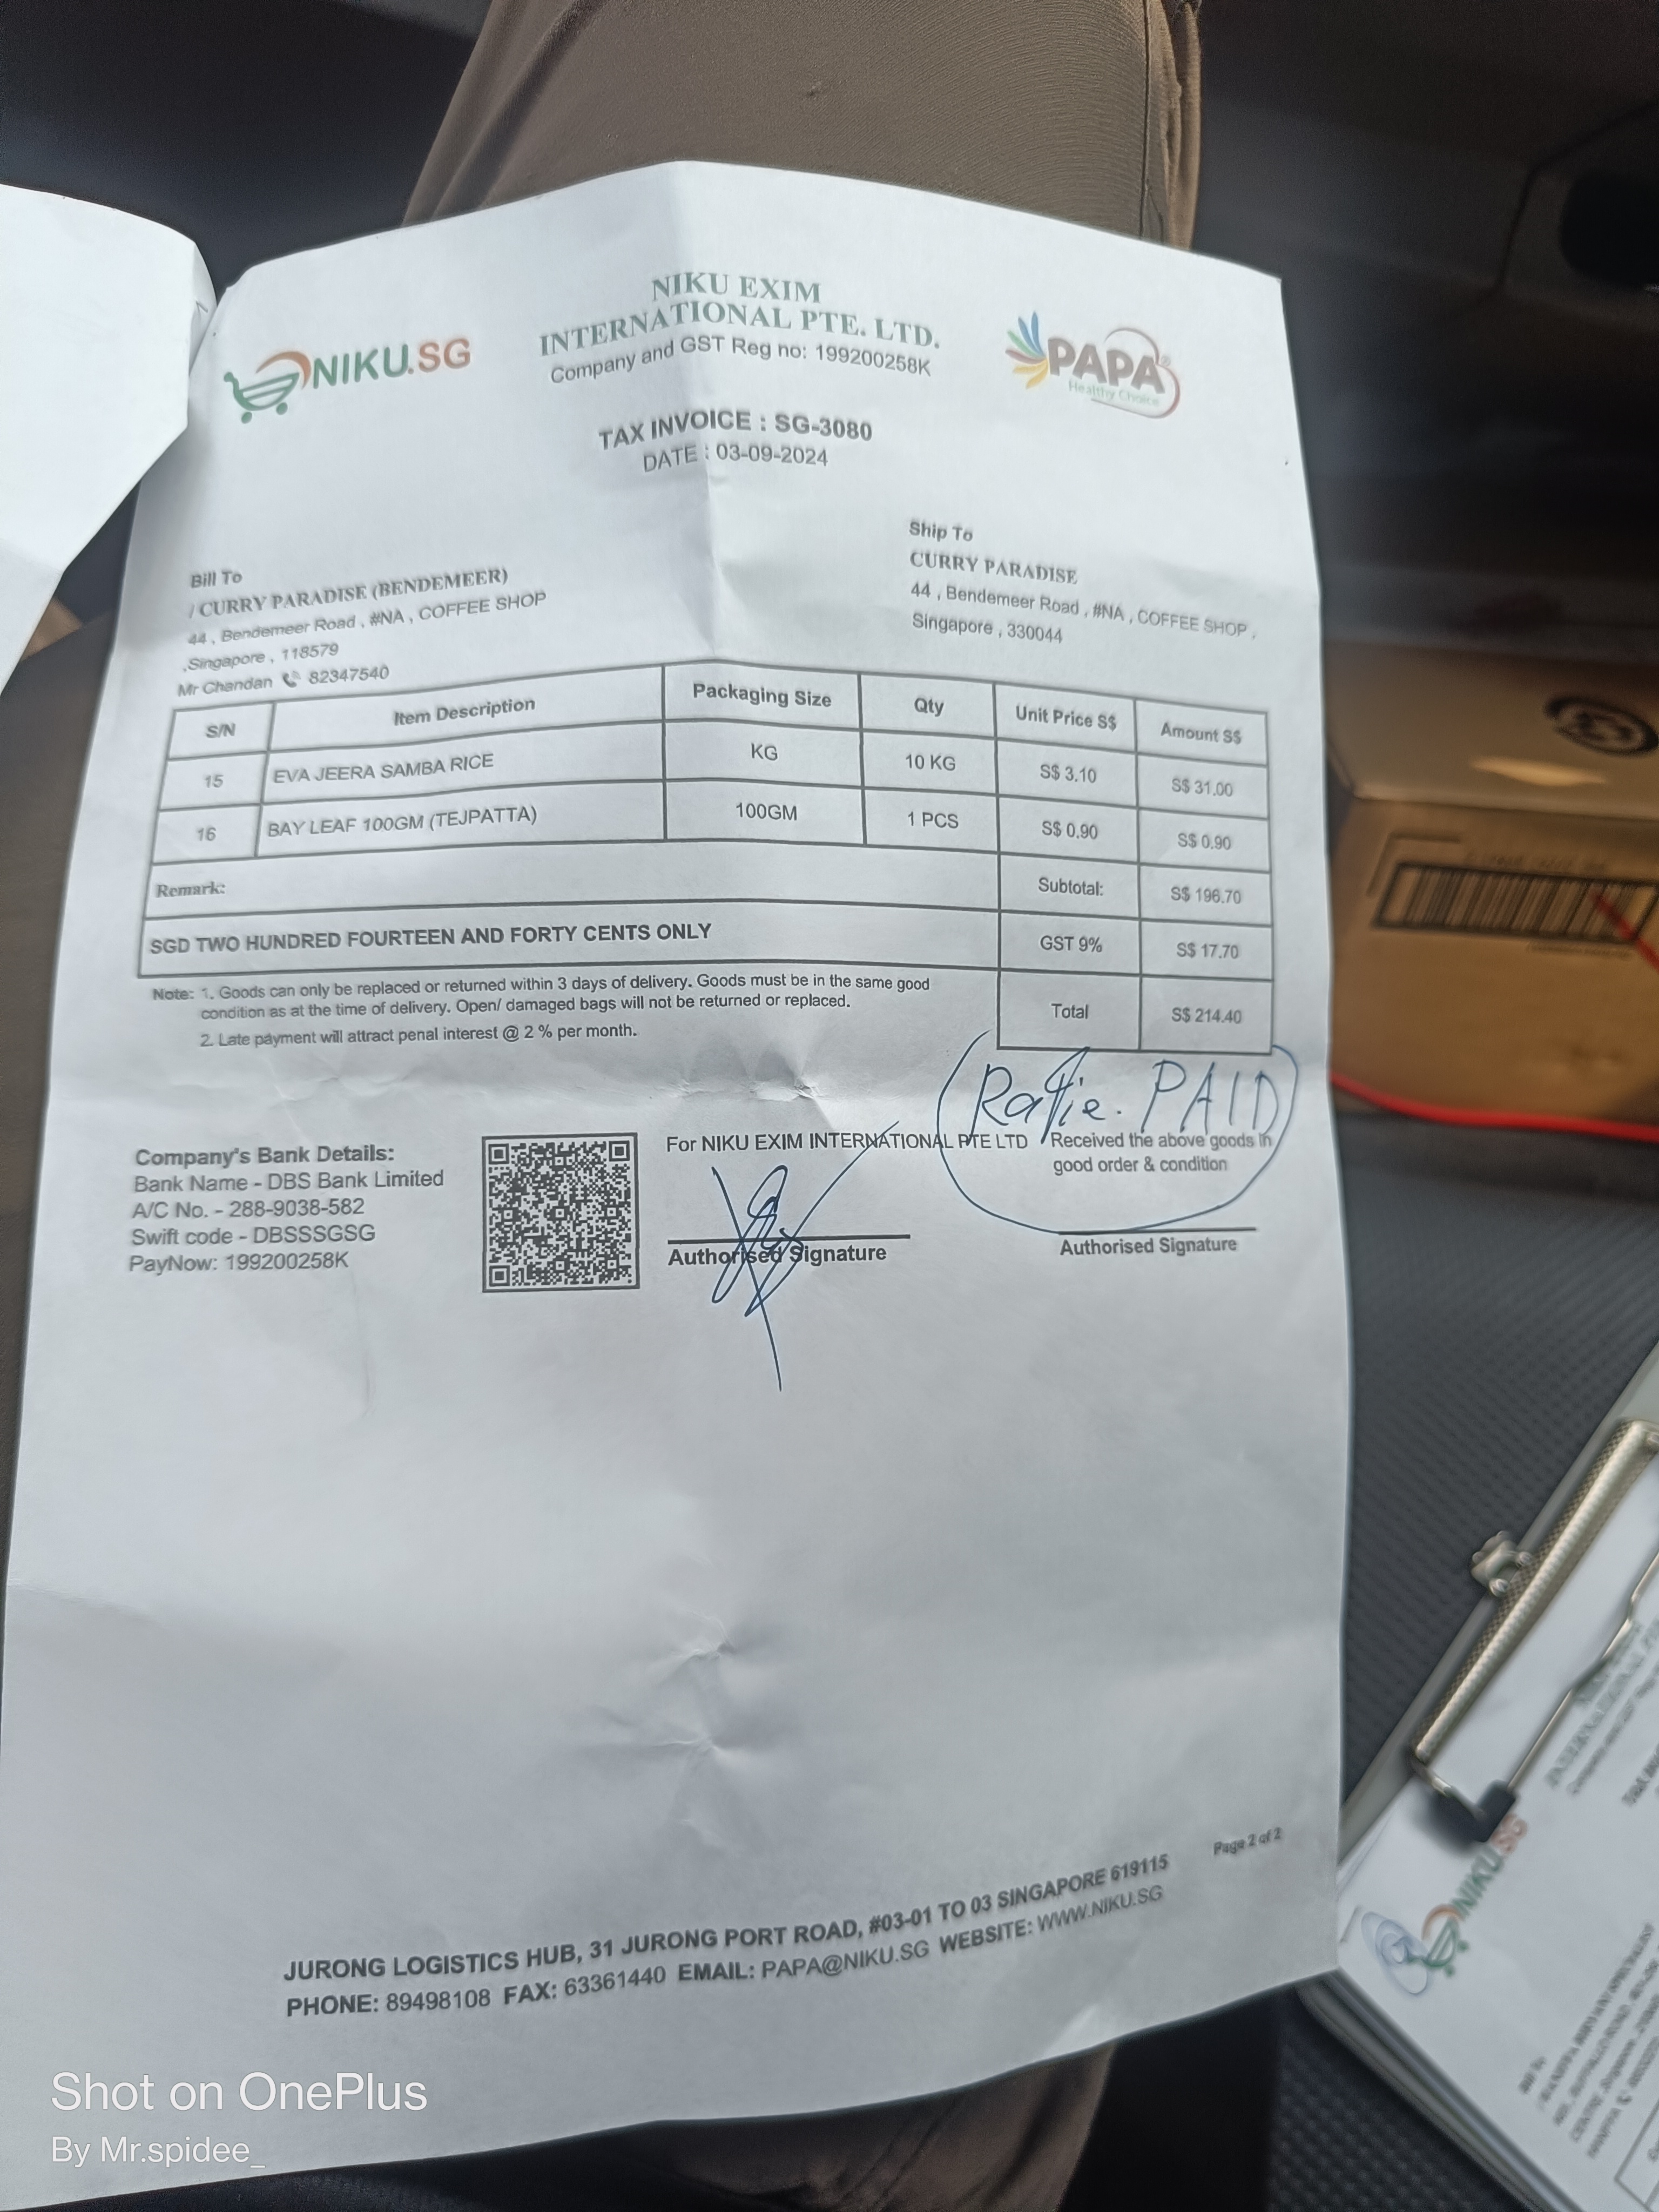 NIKU.SG
NIKU EXIM
INTERNATIONAL PTE. LTD.
Company and GST Reg no: 199200258K
PAPA®
Healthy Choice
TAX INVOICE : SG-3080
DATE : 03-09-2024
Bill To
/ CURRY PARADISE (BENDEMEER)
44 , Bendemeer Road , #NA , COFFEE SHOP
,Singapore , 118579
Mr Chandan 82347540
Ship To
CURRY PARADISE
44 , Bendemeer Road , #NA , COFFEE SHOP ,
Singapore , 330044
S/N Item Description Packaging Size Qty Unit Price S$ Amount S$
15 EVA JEERA SAMBA RICE KG 10 KG S$ 3.10 S$ 31.00
16 BAY LEAF 100GM (TEJPATTA) 100GM 1 PCS S$ 0.90 S$ 0.90
Remark: Subtotal: S$ 196.70
SGD TWO HUNDRED FOURTEEN AND FORTY CENTS ONLY GST 9% S$ 17.70
Total S$ 214.40
Note: 1. Goods can only be replaced or returned within 3 days of delivery. Goods must be in the same good
condition as at the time of delivery. Open/ damaged bags will not be returned or replaced.
2. Late payment will attract penal interest @ 2 % per month.
PAID
Company's Bank Details:
Bank Name - DBS Bank Limited
A/C No. - 288-9038-582
Swift code - DBSSSGSG
PayNow: 199200258K
For NIKU EXIM INTERNATIONAL PTE LTD
Authorised Signature
Received the above goods in
good order & condition
Authorised Signature
Page 2 of 2
JURONG LOGISTICS HUB, 31 JURONG PORT ROAD, #03-01 TO 03 SINGAPORE 619115
PHONE: 89498108 FAX: 63361440 EMAIL: PAPA@NIKU.SG WEBSITE: WWW.NIKU.SG
NIKU.SG
Shot on OnePlus
By Mr.spidee_